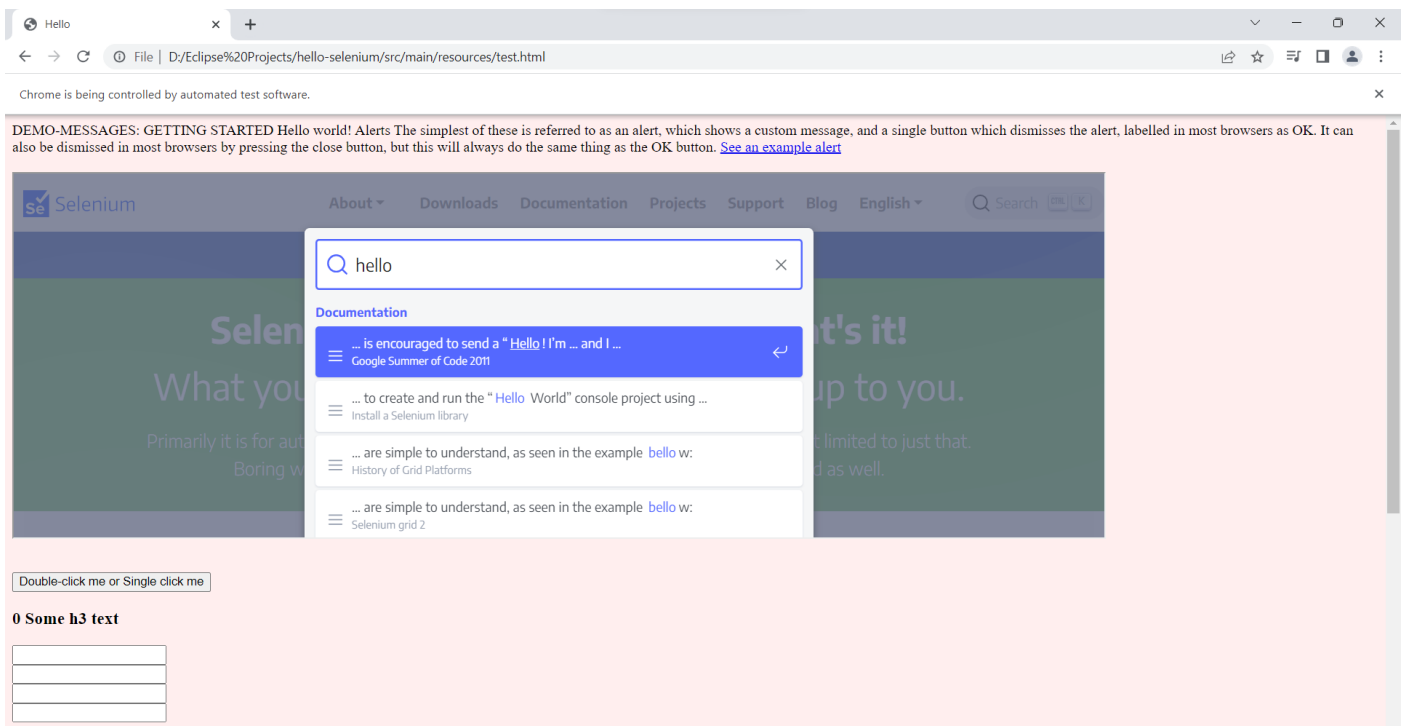 Hello
File | D:/Eclipse%20Projects/hello-selenium/src/main/resources/test.html
Chrome is being controlled by automated test software.
DEMO-MESSAGES: GETTING STARTED Hello world! Alerts The simplest of these is referred to as an alert, which shows a custom message, and a single button which dismisses the alert, labelled in most browsers as OK. It can
also be dismissed in most browsers by pressing the close button, but this will always do the same thing as the OK button. See an example alert
Se Selenium About Downloads Documentation Projects Support Blog English Search K
hello
Documentation
Selen t's it!
... is encouraged to send a “ Hello ! I'm ... and I ...
Google Summer of Code 2011
What you up to you.
... to create and run the “ Hello World” console project using ...
Install a Selenium library
Primarily it is for aut t limited to just that.
... are simple to understand, as seen in the example bello w:
History of Grid Platforms
Boring w d as well.
... are simple to understand, as seen in the example bello w:
Selenium grid 2
Double-click me or Single click me
0 Some h3 text